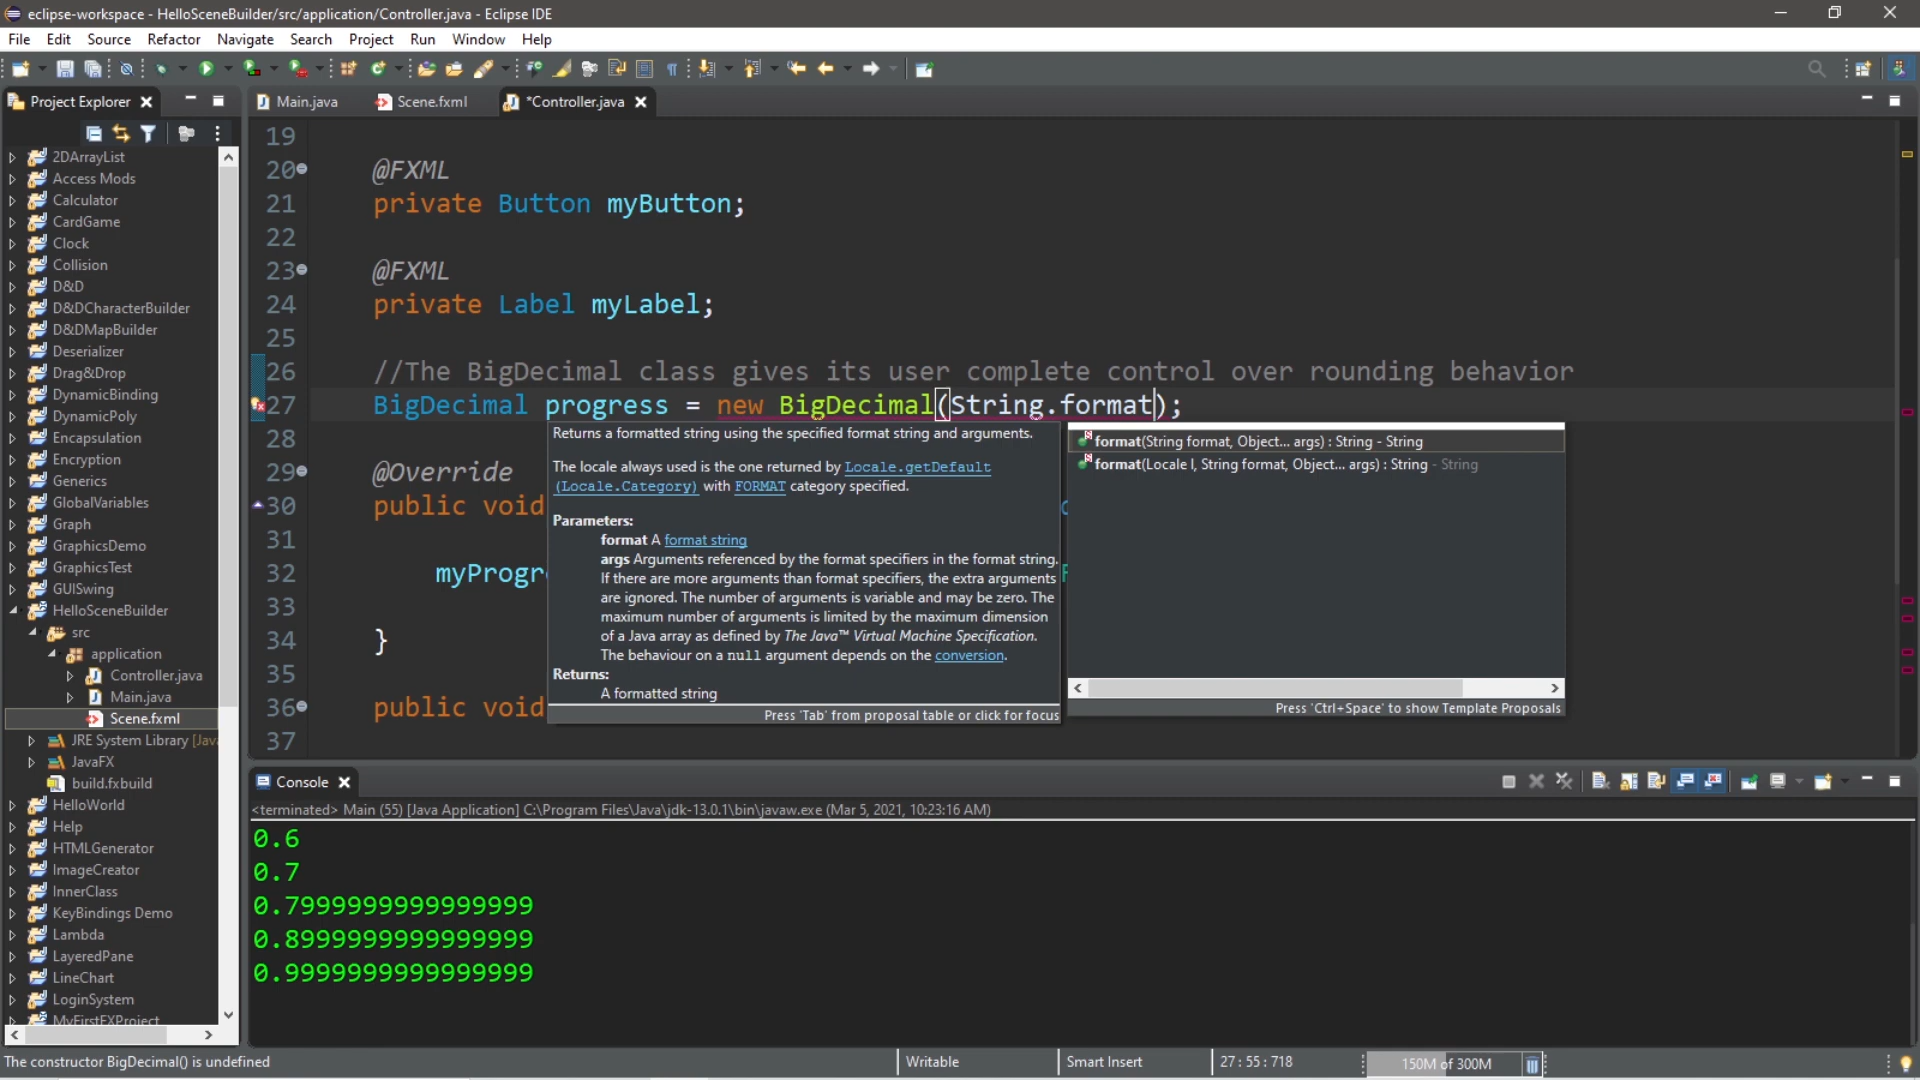 eclipse-workspace - HelloSceneBuilder/src/application/Controller.java - Eclipse IDE
File Edit Source Refactor Navigate Search Project Run Window Help
Project Explorer
Main.java Scene.fxml *Controller.java
2DArrayList
Access Mods
Calculator
CardGame
Clock
Collision
D&D
D&DCharacterBuilder
D&DMapBuilder
Deserializer
Drag&Drop
DynamicBinding
DynamicPoly
Encapsulation
Encryption
Generics
GlobalVariables
Graph
GraphicsDemo
GraphicsTest
GUISwing
HelloSceneBuilder
src
application
Controller.java
Main.java
Scene.fxml
JRE System Library [Java
JavaFX
build.fxbuild
HelloWorld
Help
HTMLGenerator
ImageCreator
InnerClass
KeyBindings Demo
Lambda
LayeredPane
LineChart
LoginSystem
MyFirstFXProject
19
20 @FXML
21 private Button myButton;
22
23 @FXML
24 private Label myLabel;
25
26 //The BigDecimal class gives its user complete control over rounding behavior
27 BigDecimal progress = new BigDecimal(String.format);
28
29 @Override
30 public void
31
32 myProgr
33
34 }
35
36 public void
37
Returns a formatted string using the specified format string and arguments.
The locale always used is the one returned by Locale.getDefault
(Locale.Category) with FORMAT category specified.
Parameters:
format A format string
args Arguments referenced by the format specifiers in the format string.
If there are more arguments than format specifiers, the extra arguments
are ignored. The number of arguments is variable and may be zero. The
maximum number of arguments is limited by the maximum dimension
of a Java array as defined by The Java™ Virtual Machine Specification.
The behaviour on a null argument depends on the conversion.
Returns:
A formatted string
Press 'Tab' from proposal table or click for focus
format(String format, Object... args) : String - String
format(Locale l, String format, Object... args) : String - String
Press 'Ctrl+Space' to show Template Proposals
Console
<terminated> Main (55) [Java Application] C:\Program Files\Java\jdk-13.0.1\bin\javaw.exe (Mar 5, 2021, 10:23:16 AM)
0.6
0.7
0.7999999999999999
0.8999999999999999
0.9999999999999999
The constructor BigDecimal() is undefined
Writable
Smart Insert
27 : 55 : 718
150M of 300M